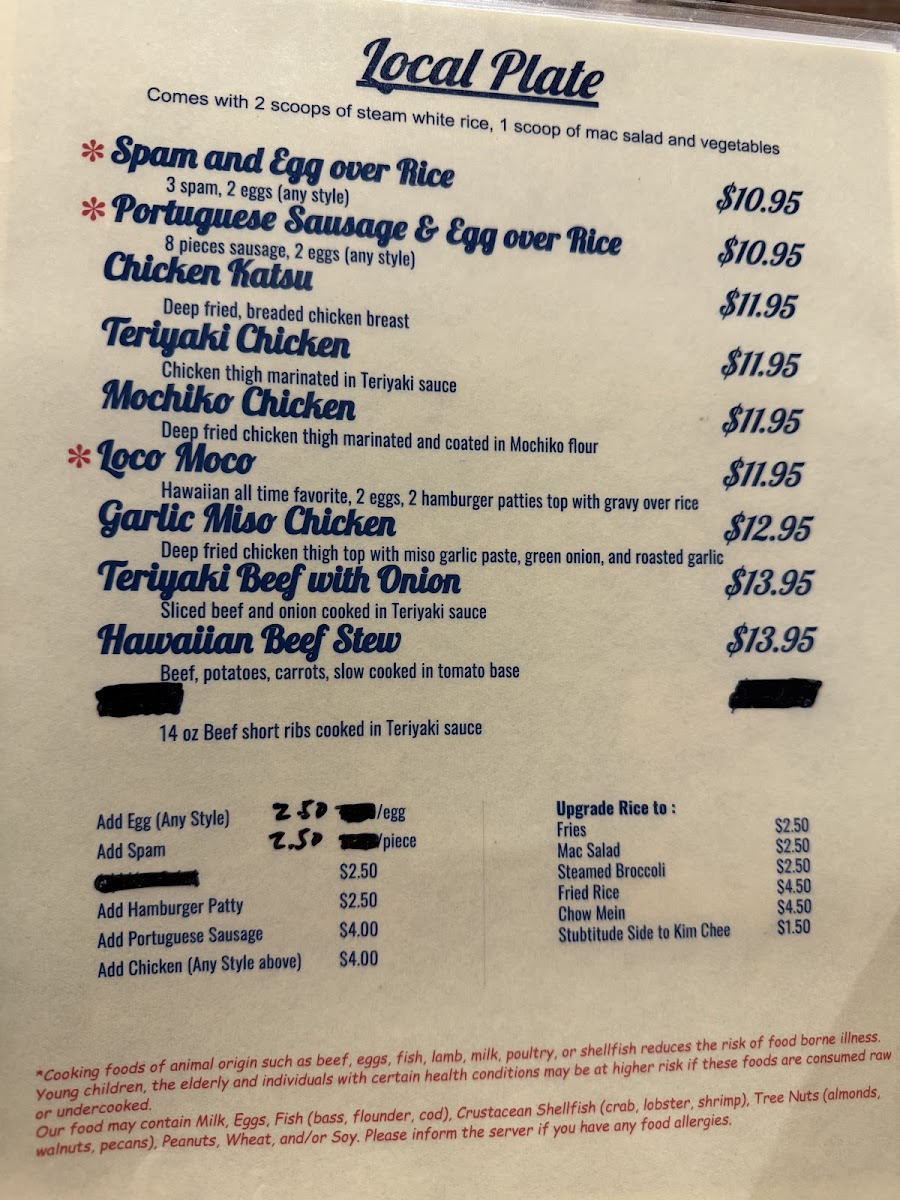 Local Plate
Comes with 2 scoops of steam white rice, 1 scoop of mac salad and vegetables
* Spam and Egg over Rice $10.95
3 spam, 2 eggs (any style)
* Portuguese Sausage & Egg over Rice $10.95
8 pieces sausage, 2 eggs (any style)
Chicken Katsu $11.95
Deep fried, breaded chicken breast
Teriyaki Chicken $11.95
Chicken thigh marinated in Teriyaki sauce
Mochiko Chicken $11.95
Deep fried chicken thigh marinated and coated in Mochiko flour
* Loco Moco $11.95
Hawaiian all time favorite, 2 eggs, 2 hamburger patties top with gravy over rice
Garlic Miso Chicken $12.95
Deep fried chicken thigh top with miso garlic paste, green onion, and roasted garlic
Teriyaki Beef with Onion $13.95
Sliced beef and onion cooked in Teriyaki sauce
Hawaiian Beef Stew $13.95
Beef, potatoes, carrots, slow cooked in tomato base
14 oz Beef short ribs cooked in Teriyaki sauce
Add Egg (Any Style) 2.50 /egg
Add Spam 2.50 /piece
$2.50
Add Hamburger Patty $2.50
Add Portuguese Sausage $4.00
Add Chicken (Any Style above) $4.00
Upgrade Rice to :
Fries $2.50
Mac Salad $2.50
Steamed Broccoli $2.50
Fried Rice $4.50
Chow Mein $4.50
Stubtitude Side to Kim Chee $1.50
*Cooking foods of animal origin such as beef, eggs, fish, lamb, milk, poultry, or shellfish reduces the risk of food borne illness.
Young children, the elderly and individuals with certain health conditions may be at higher risk if these foods are consumed raw
or undercooked.
Our food may contain Milk, Eggs, Fish (bass, flounder, cod), Crustacean Shellfish (crab, lobster, shrimp), Tree Nuts (almonds,
walnuts, pecans), Peanuts, Wheat, and/or Soy. Please inform the server if you have any food allergies.